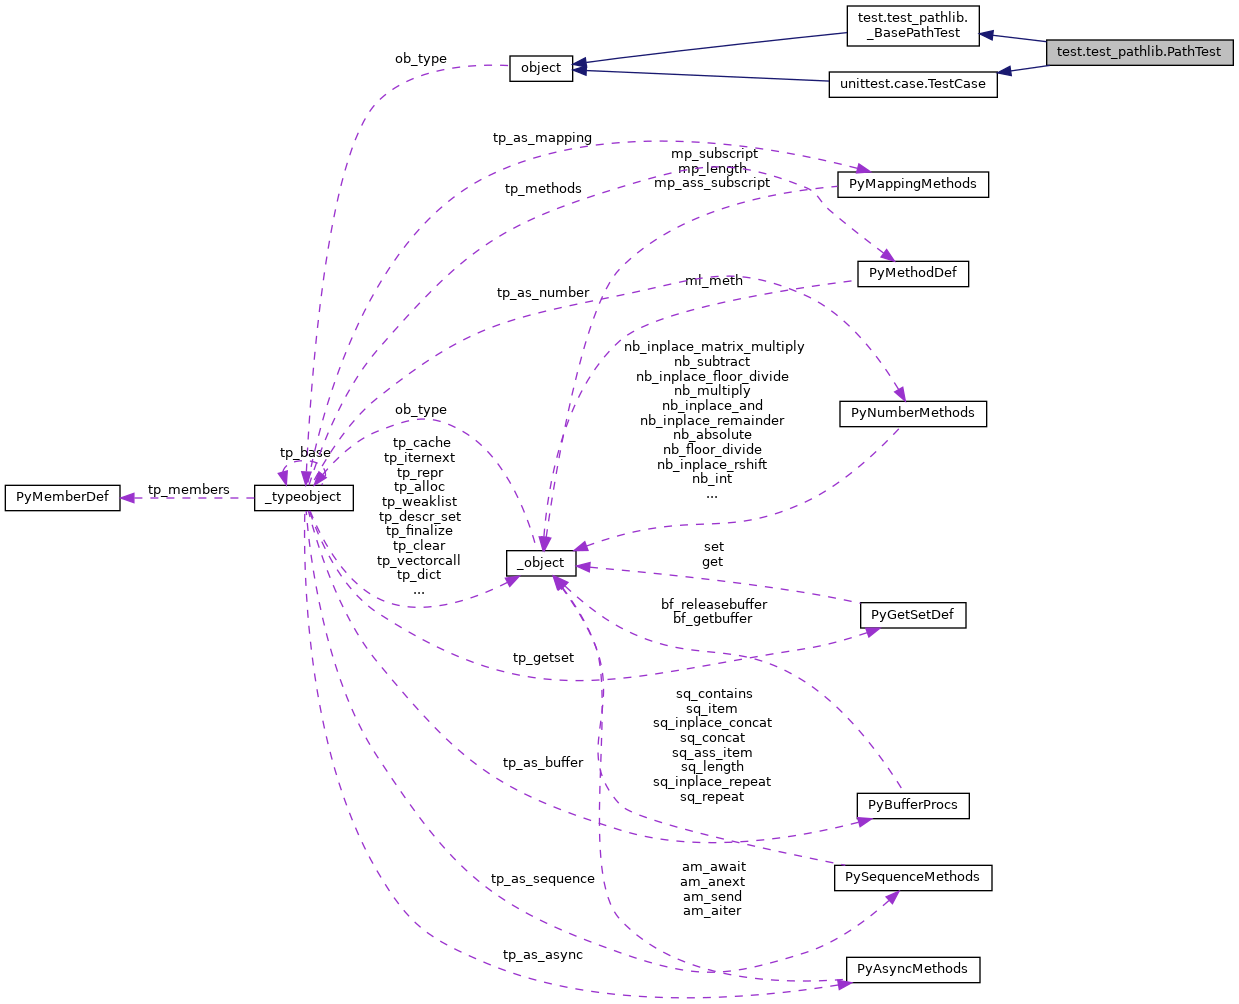 test.test_pathlib.
_BasePathTest
test.test_pathlib.PathTest
ob_type
object
unittest.case.TestCase
tp_as_mapping
mp_subscript
mp_length
mp_ass_subscript
PyMappingMethods
tp_methods
PyMethodDef
ml_meth
tp_as_number
nb_inplace_matrix_multiply
nb_subtract
nb_inplace_floor_divide
nb_multiply
nb_inplace_and
nb_inplace_remainder
nb_absolute
nb_floor_divide
nb_inplace_rshift
nb_int
...
PyNumberMethods
ob_type
tp_cache
tp_iternext
tp_repr
tp_alloc
tp_weaklist
tp_descr_set
tp_finalize
tp_clear
tp_vectorcall
tp_dict
...
tp_base
PyMemberDef
tp_members
_typeobject
_object
set
get
PyGetSetDef
bf_releasebuffer
bf_getbuffer
tp_getset
sq_contains
sq_item
sq_inplace_concat
sq_concat
sq_ass_item
sq_length
sq_inplace_repeat
sq_repeat
tp_as_buffer
PyBufferProcs
PySequenceMethods
am_await
am_anext
am_send
am_aiter
tp_as_sequence
tp_as_async
PyAsyncMethods